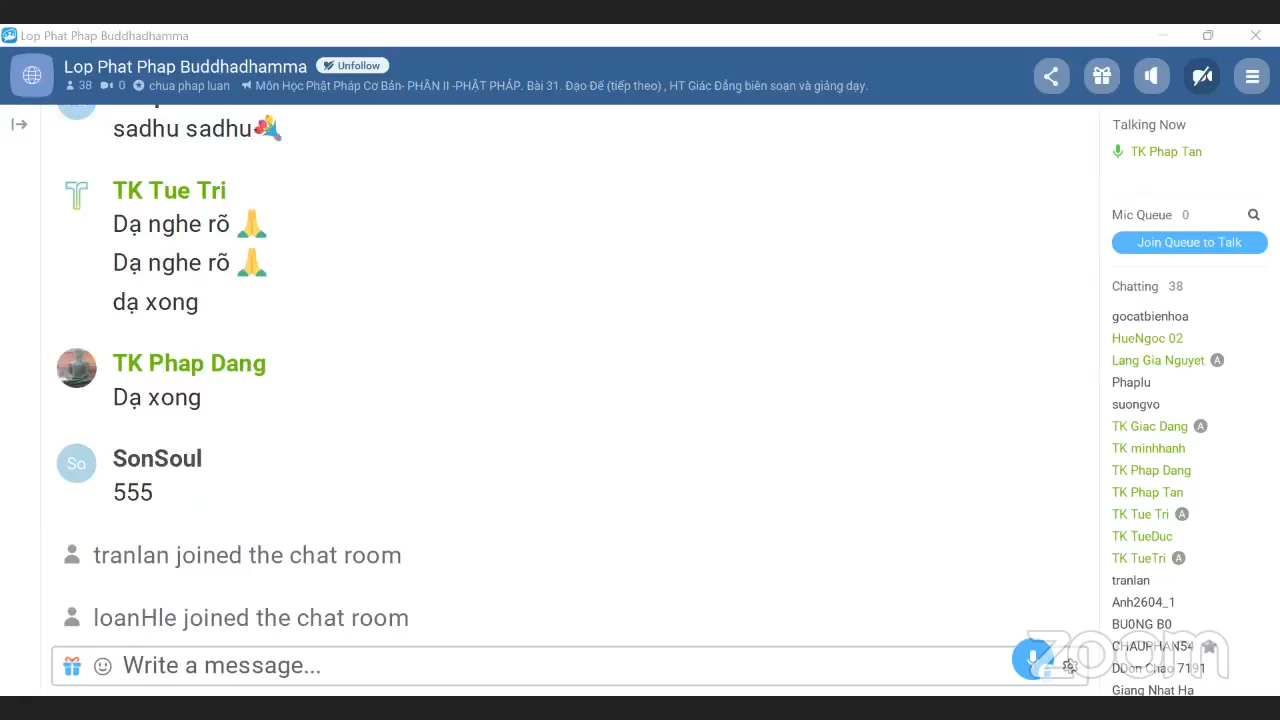 Lop Phat Phap Buddhadhamma
Lop Phat Phap Buddhadhamma Unfollow
38 0 chua phap luan Môn Học Phật Pháp Cơ Bản- PHẦN II -PHẬT PHÁP. Bài 31. Đạo Đế (tiếp theo) , HT Giác Đẳng biên soạn và giảng dạy.
sadhu sadhu
TK Tue Tri
Dạ nghe rõ
Dạ nghe rõ
dạ xong
TK Phap Dang
Dạ xong
So SonSoul
555
tranlan joined the chat room
loanHle joined the chat room
Write a message...
Talking Now
TK Phap Tan
Mic Queue 0
Join Queue to Talk
Chatting 38
gocatbienhoa
HueNgoc 02
Lang Gia Nguyet A
Phaplu
suongvo
TK Giac Dang A
TK minhhanh
TK Phap Dang
TK Phap Tan
TK Tue Tri A
TK TueDuc
TK TueTri A
tranlan
Anh2604_1
BU0NG B0
CHAUPHAN54
DDon Chao 7191
Giang Nhat Ha
zoom